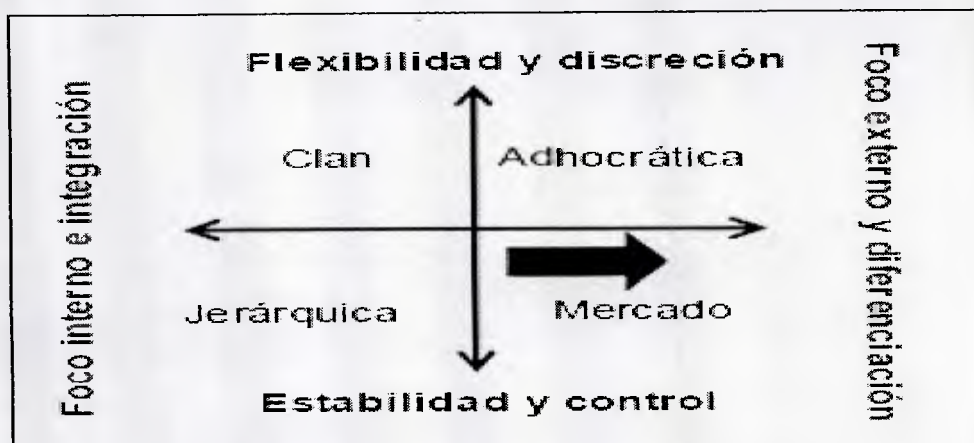 Flexibilidad y discreción
Foco interno e integración
Clan
Adhocrática
Foco externo y diferenciación
Jerárquica
Mercado
Estabilidad y control